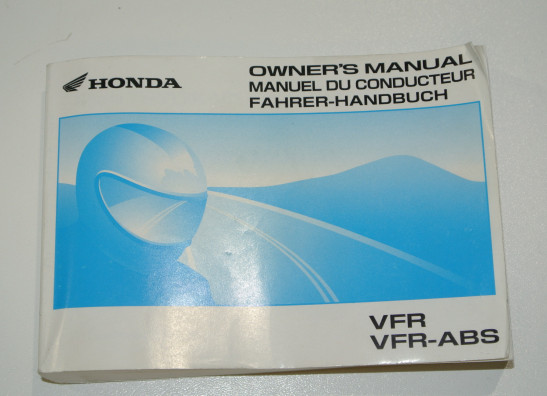 HONDA
OWNER'S MANUAL
MANUEL DU CONDUCTEUR
FAHRER-HANDBUCH
VFR
VFR-ABS